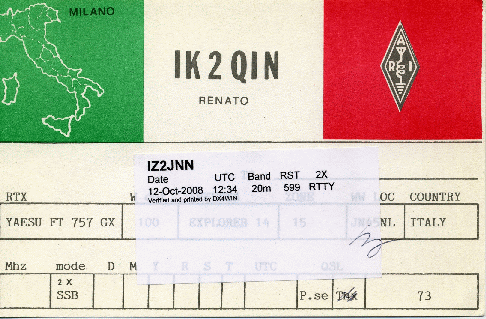 MILANO
IK2QIN
RENATO
A
R I
IZ2JNN
Date UTC Band RST 2X
12-Oct-2008 12:34 20m 599 RTTY
Verified and printed by DX4WIN
RTX W ZONE WW LOC COUNTRY
YAESU FT 757 GX 100 EXPLORER 14 15 JN45NL ITALY
Mhz mode D M Y R S T UTC QSL
2 X
SSB P.se Tnx 73